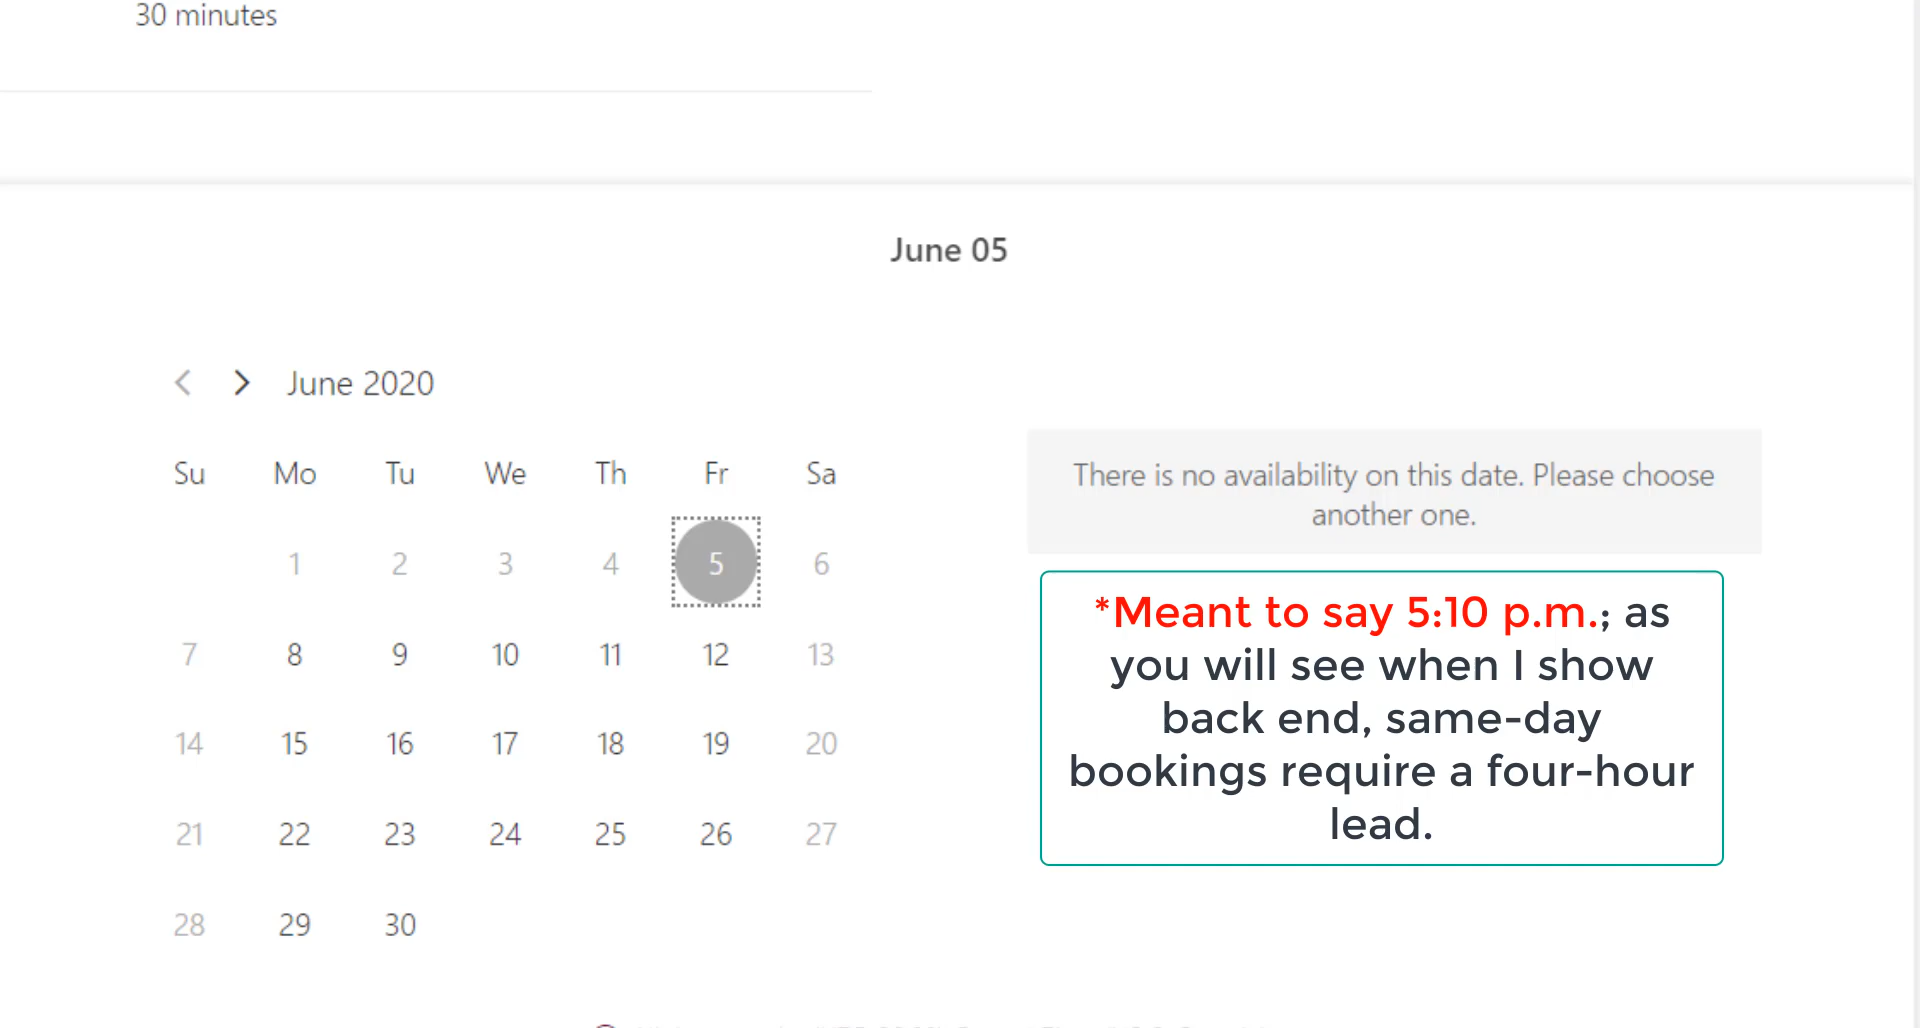 30 minutes
June 05
June 2020
Su Mo Tu We Th Fr Sa
1 2 3 4 5 6
7 8 9 10 11 12 13
14 15 16 17 18 19 20
21 22 23 24 25 26 27
28 29 30
There is no availability on this date. Please choose
another one.
*Meant to say 5:10 p.m.; as
you will see when I show
back end, same-day
bookings require a four-hour
lead.